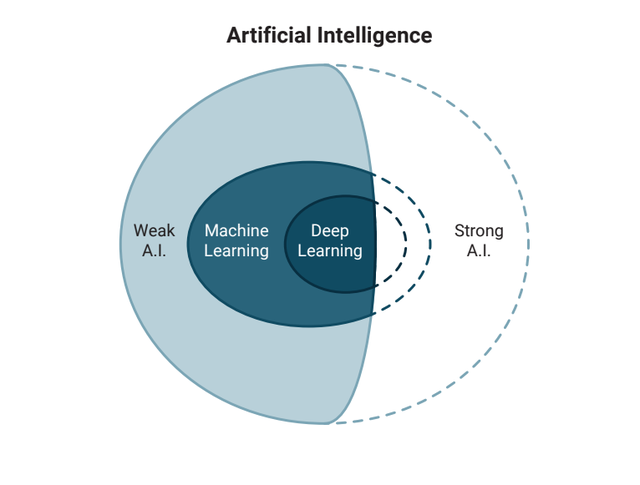 Artificial Intelligence
Weak
A.I.
Machine
Learning
Deep
Learning
Strong
A.I.